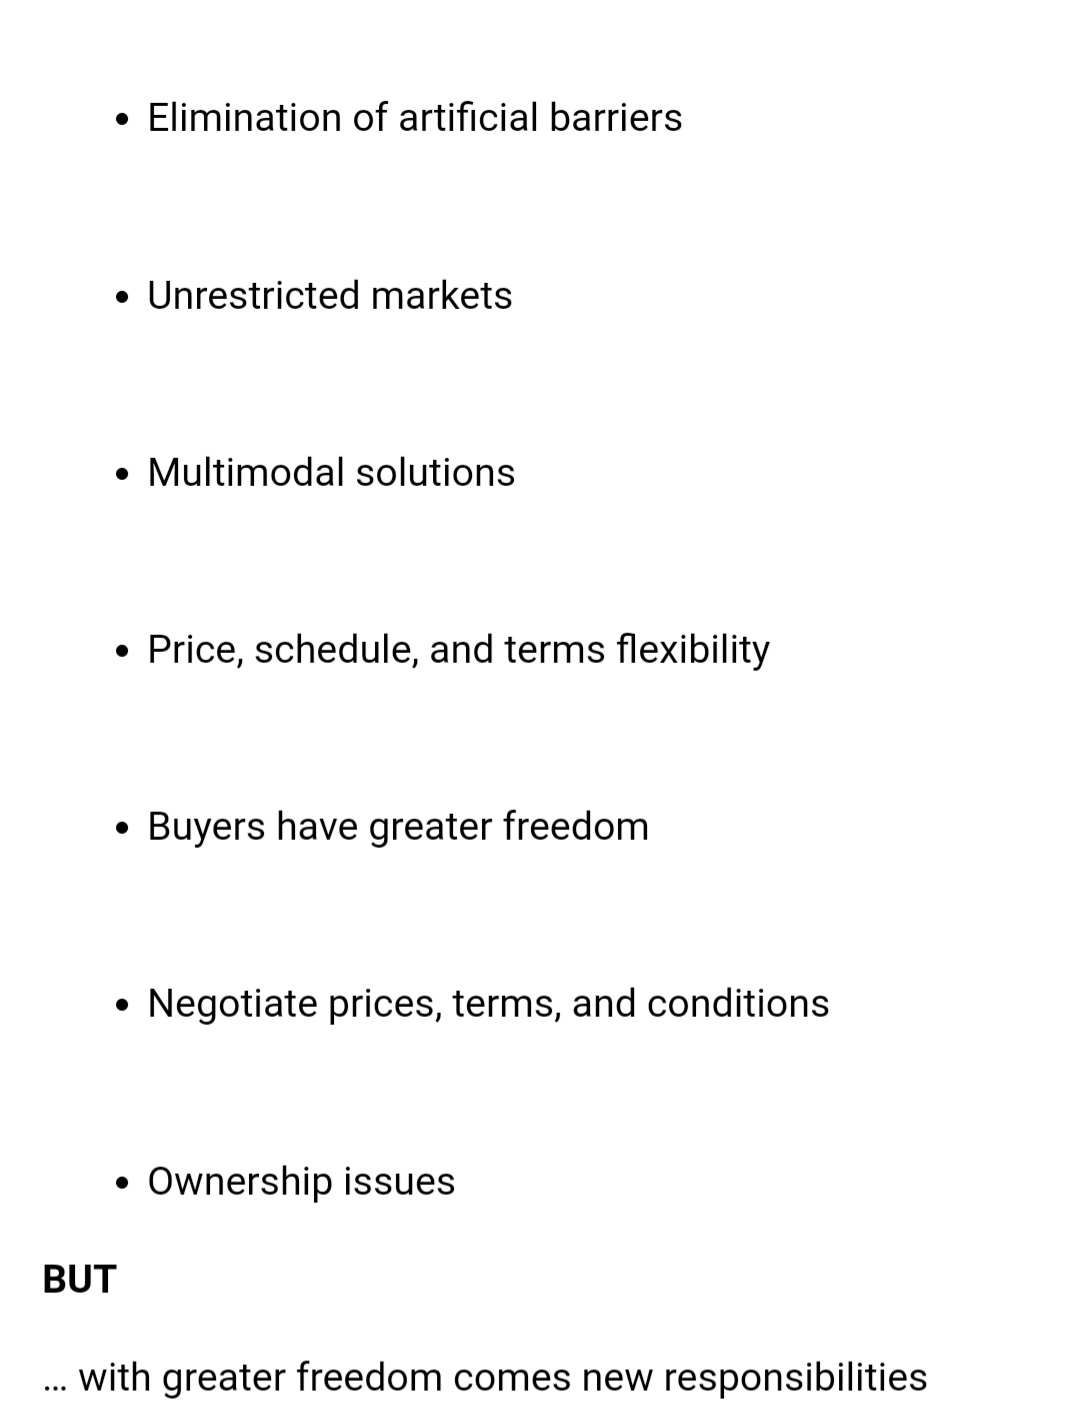 • Elimination of artificial barriers
• Unrestricted markets
• Multimodal solutions
• Price, schedule, and terms flexibility
• Buyers have greater freedom
• Negotiate prices, terms, and conditions
• Ownership issues
BUT
... with greater freedom comes new responsibilities